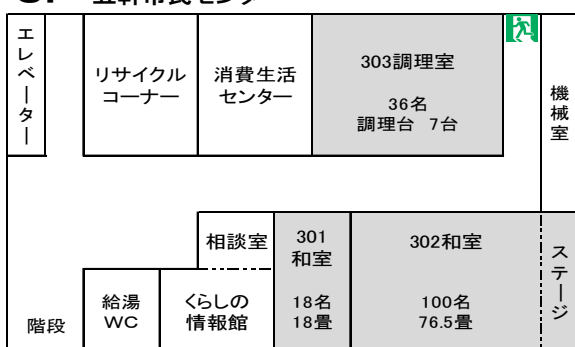 エレベーター
リサイクル
コーナー
消費生活
センター
303調理室
36名
調理台 7台
機械室
相談室
301
和室
18名
18畳
302和室
100名
76.5畳
ステージ
階段
給湯
WC
くらしの
情報館